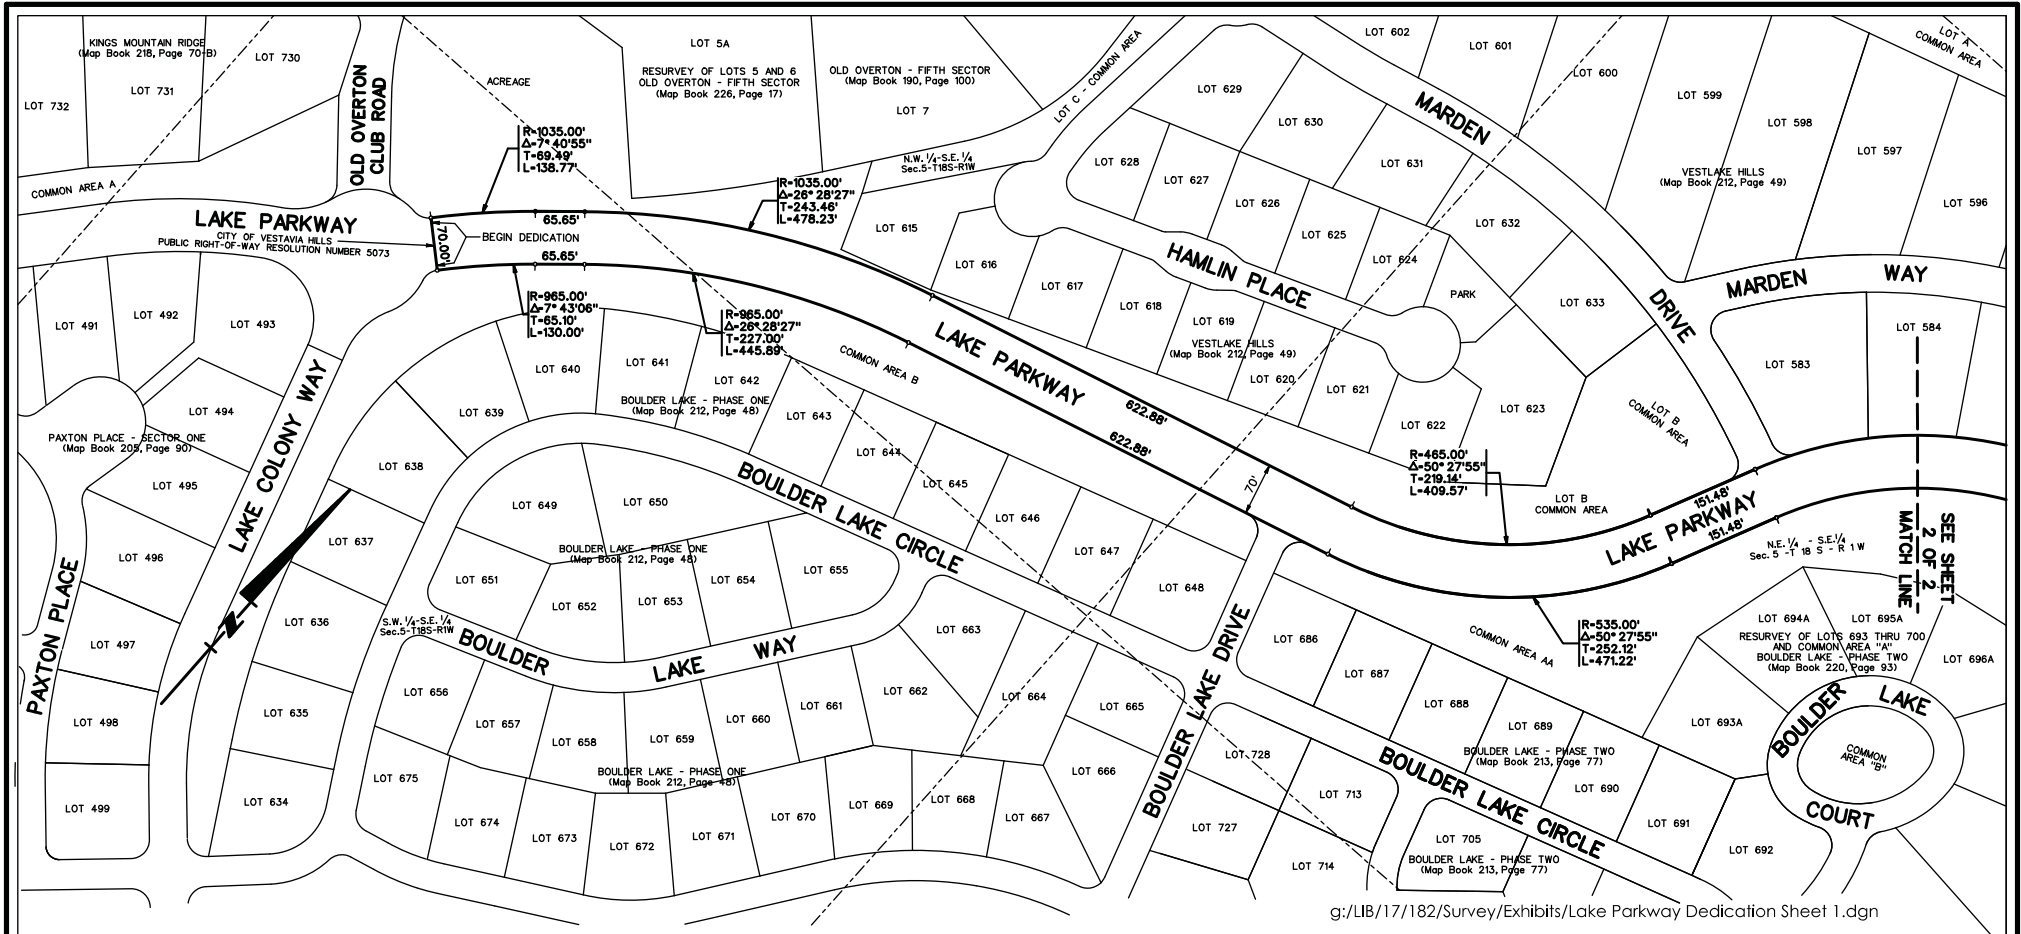 KINGS MOUNTAIN RIDGE
(Map Book 218, Page 70-B)
LOT 730
LOT 731
LOT 732
COMMON AREA A
OLD OVERTON
CLUB ROAD
ACREAGE
LOT 5A
RESURVEY OF LOTS 5 AND 6
OLD OVERTON - FIFTH SECTOR
(Map Book 226, Page 17)
OLD OVERTON - FIFTH SECTOR
(Map Book 190, Page 100)
LOT 7
LOT C - COMMON AREA
N.W. 1/4-S.E. 1/4
Sec.5-T18S-R1W
R=1035.00'
Δ=7° 40'55"
T=69.49'
L=138.77'
R=1035.00'
Δ=26° 28'27"
T=243.46'
L=478.23'
LAKE PARKWAY
CITY OF VESTAVIA HILLS
PUBLIC RIGHT-OF-WAY RESOLUTION NUMBER 5073
70.00'
BEGIN DEDICATION
65.65'
65.65'
R=965.00'
Δ=7° 43'06"
T=65.10'
L=130.00'
R=965.00'
Δ=26° 28'27"
T=227.00'
L=445.89'
LOT 602
LOT 601
LOT 600
LOT 599
LOT 598
LOT 597
LOT 596
LOT A
COMMON AREA
VESTLAKE HILLS
(Map Book 212, Page 49)
MARDEN
DRIVE
MARDEN
WAY
LOT 629
LOT 630
LOT 631
LOT 632
LOT 633
LOT 628
LOT 627
LOT 626
LOT 625
LOT 624
PARK
HAMLIN PLACE
LOT 615
LOT 616
LOT 617
LOT 618
LOT 619
VESTLAKE HILLS
(Map Book 212, Page 49)
LOT 620
LOT 621
LOT 622
LOT 623
LOT B
COMMON AREA
LOT B
COMMON AREA
LOT 583
LOT 584
LAKE PARKWAY
622.88'
622.88'
70'
R=465.00'
Δ=50° 27'55"
T=219.14'
L=409.57'
151.48'
LAKE PARKWAY
151.48'
N.E. 1/4 - S.E.1/4
Sec. 5 -T 18 S - R 1 W
SEE SHEET
2 OF 2
MATCH LINE
R=535.00'
Δ=50° 27'55"
T=252.12'
L=471.22'
COMMON AREA AA
COMMON AREA B
LOT 491
LOT 492
LOT 493
LOT 494
PAXTON PLACE - SECTOR ONE
(Map Book 205, Page 90)
LOT 495
LOT 496
LOT 497
LOT 498
LOT 499
PAXTON PLACE
LAKE COLONY WAY
N
LOT 634
LOT 635
LOT 636
LOT 637
LOT 638
LOT 639
LOT 640
LOT 641
LOT 642
BOULDER LAKE - PHASE ONE
(Map Book 212, Page 48)
LOT 643
LOT 644
LOT 645
LOT 646
LOT 647
LOT 648
BOULDER LAKE CIRCLE
LOT 649
LOT 650
BOULDER LAKE - PHASE ONE
(Map Book 212, Page 48)
LOT 651
LOT 652
LOT 653
LOT 654
LOT 655
S.W. 1/4-S.E. 1/4
Sec.5-T18S-R1W
BOULDER
LAKE
WAY
LOT 656
LOT 657
LOT 658
LOT 659
LOT 660
LOT 661
LOT 662
LOT 663
LOT 664
LOT 665
LOT 666
BOULDER LAKE - PHASE ONE
(Map Book 212, Page 48)
LOT 675
LOT 674
LOT 673
LOT 672
LOT 671
LOT 670
LOT 669
LOT 668
LOT 667
BOULDER LAKE DRIVE
LOT 686
LOT 687
LOT 688
LOT 689
BOULDER LAKE - PHASE TWO
(Map Book 213, Page 77)
LOT 690
LOT 691
LOT 692
LOT 693A
LOT 694A
LOT 695A
RESURVEY OF LOTS 693 THRU 700
AND COMMON AREA "A"
BOULDER LAKE - PHASE TWO
(Map Book 220, Page 93)
LOT 696A
BOULDER
LAKE
COURT
COMMON
AREA "B"
LOT 728
LOT 727
LOT 713
LOT 714
BOULDER LAKE CIRCLE
LOT 705
BOULDER LAKE - PHASE TWO
(Map Book 213, Page 77)
g:/LIB/17/182/Survey/Exhibits/Lake Parkway Dedication Sheet 1.dgn